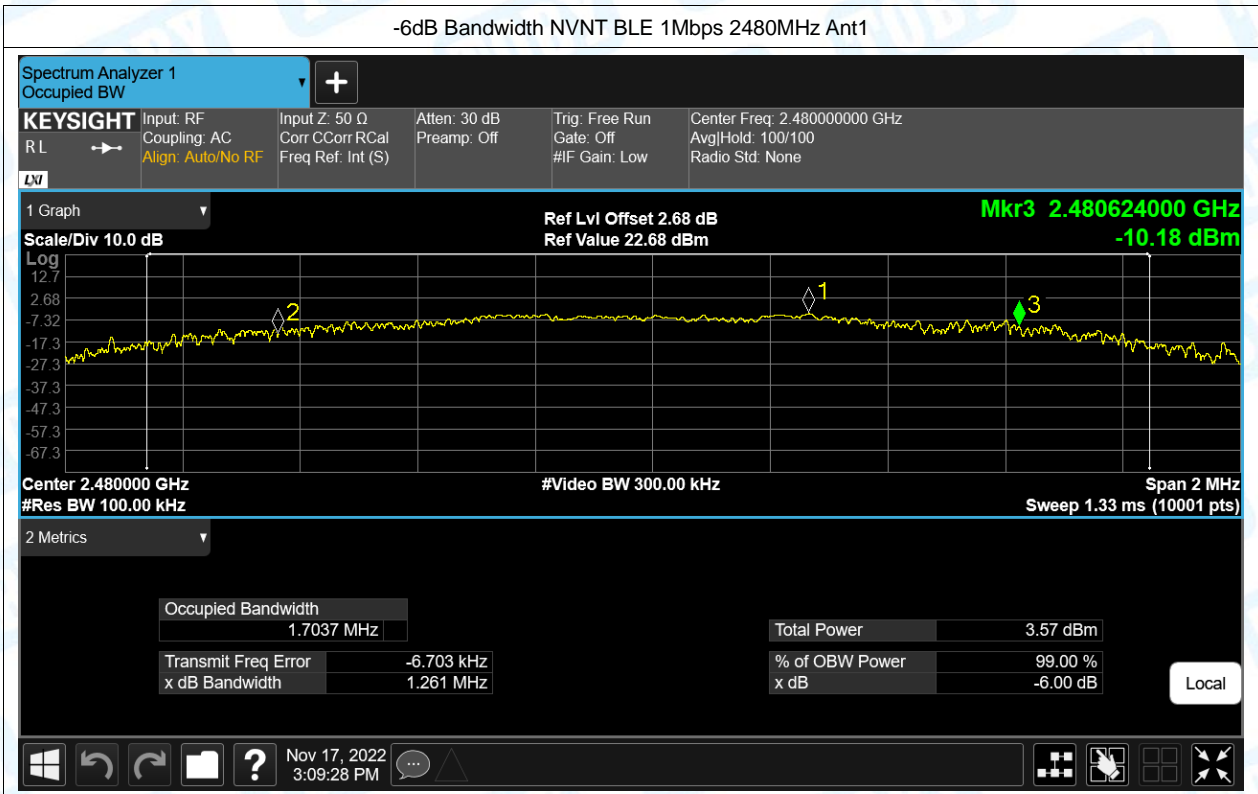 -6dB Bandwidth NVNT BLE 1Mbps 2480MHz Ant1
Spectrum Analyzer 1
Occupied BW
+
KEYSIGHT
R L
LXI
Input: RF
Coupling: AC
Align: Auto/No RF
Input Z: 50 Ω
Corr CCorr RCal
Freq Ref: Int (S)
Atten: 30 dB
Preamp: Off
Trig: Free Run
Gate: Off
#IF Gain: Low
Center Freq: 2.480000000 GHz
Avg|Hold: 100/100
Radio Std: None
1 Graph
Scale/Div 10.0 dB
Ref Lvl Offset 2.68 dB
Ref Value 22.68 dBm
Mkr3 2.480624000 GHz
-10.18 dBm
Log
12.7
2.68
-7.32
-17.3
-27.3
-37.3
-47.3
-57.3
-67.3
2
1
3
Center 2.480000 GHz
#Res BW 100.00 kHz
#Video BW 300.00 kHz
Span 2 MHz
Sweep 1.33 ms (10001 pts)
2 Metrics
Occupied Bandwidth
1.7037 MHz
Transmit Freq Error -6.703 kHz
x dB Bandwidth 1.261 MHz
Total Power 3.57 dBm
% of OBW Power 99.00 %
x dB -6.00 dB
Local
?
Nov 17, 2022
3:09:28 PM